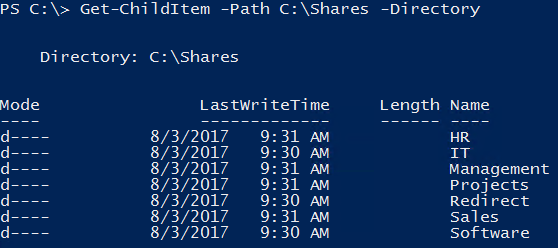 PS C:\> Get-ChildItem -Path C:\Shares -Directory
Directory: C:\Shares
Mode LastWriteTime Length Name
---- ------------- ------ ----
d---- 8/3/2017 9:31 AM HR
d---- 8/3/2017 9:30 AM IT
d---- 8/3/2017 9:31 AM Management
d---- 8/3/2017 9:31 AM Projects
d---- 8/3/2017 9:30 AM Redirect
d---- 8/3/2017 9:31 AM Sales
d---- 8/3/2017 9:30 AM Software